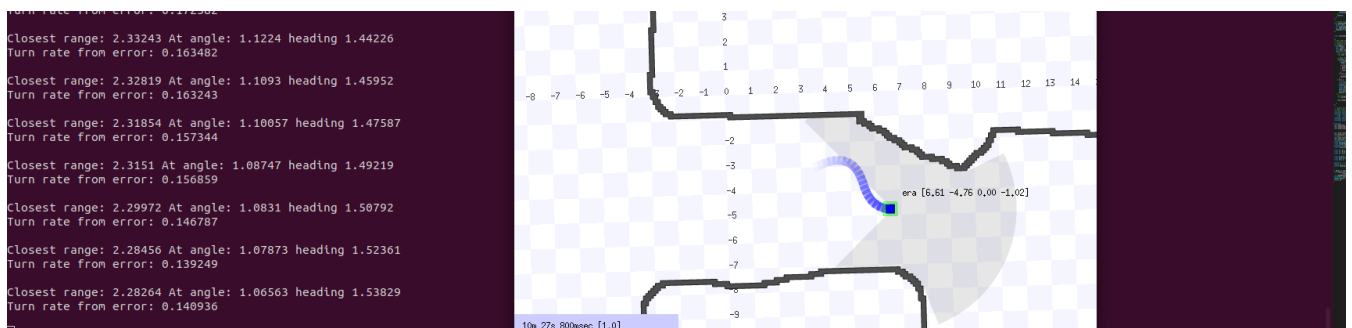 Turn rate from error: 0.172382
Closest range: 2.33243 At angle: 1.1224 heading 1.44226
Turn rate from error: 0.163482
Closest range: 2.32819 At angle: 1.1093 heading 1.45952
Turn rate from error: 0.163243
Closest range: 2.31854 At angle: 1.10057 heading 1.47587
Turn rate from error: 0.157344
Closest range: 2.3151 At angle: 1.08747 heading 1.49219
Turn rate from error: 0.156859
Closest range: 2.29972 At angle: 1.0831 heading 1.50792
Turn rate from error: 0.146787
Closest range: 2.28456 At angle: 1.07873 heading 1.52361
Turn rate from error: 0.139249
Closest range: 2.28264 At angle: 1.06563 heading 1.53829
Turn rate from error: 0.140936
3
2
1
-8 -7 -6 -5 -4 -3 -2 -1 0 1 2 3 4 5 6 7 8 9 10 11 12 13 14
-2
-3
-4
-5
-6
-7
-8
-9
era [6.61 -4.76 0.00 -1.02]
10m 27s 800msec [1.0]